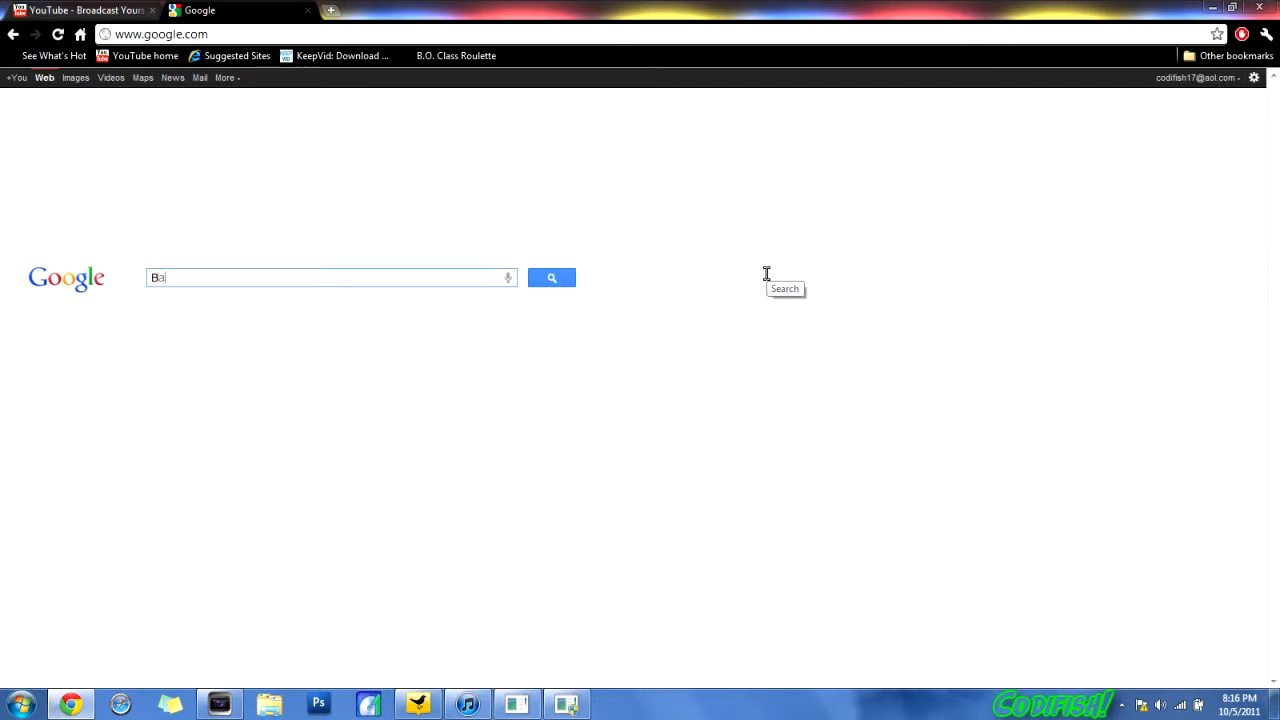 YouTube - Broadcast Yours
Google
www.google.com
See What's Hot YouTube home Suggested Sites KeepVid: Download ... B.O. Class Roulette Other bookmarks
+You Web Images Videos Maps News Mail More codifish17@aol.com
Google Ba
Search
Ps
CODIFISH!
8:16 PM
10/5/2011